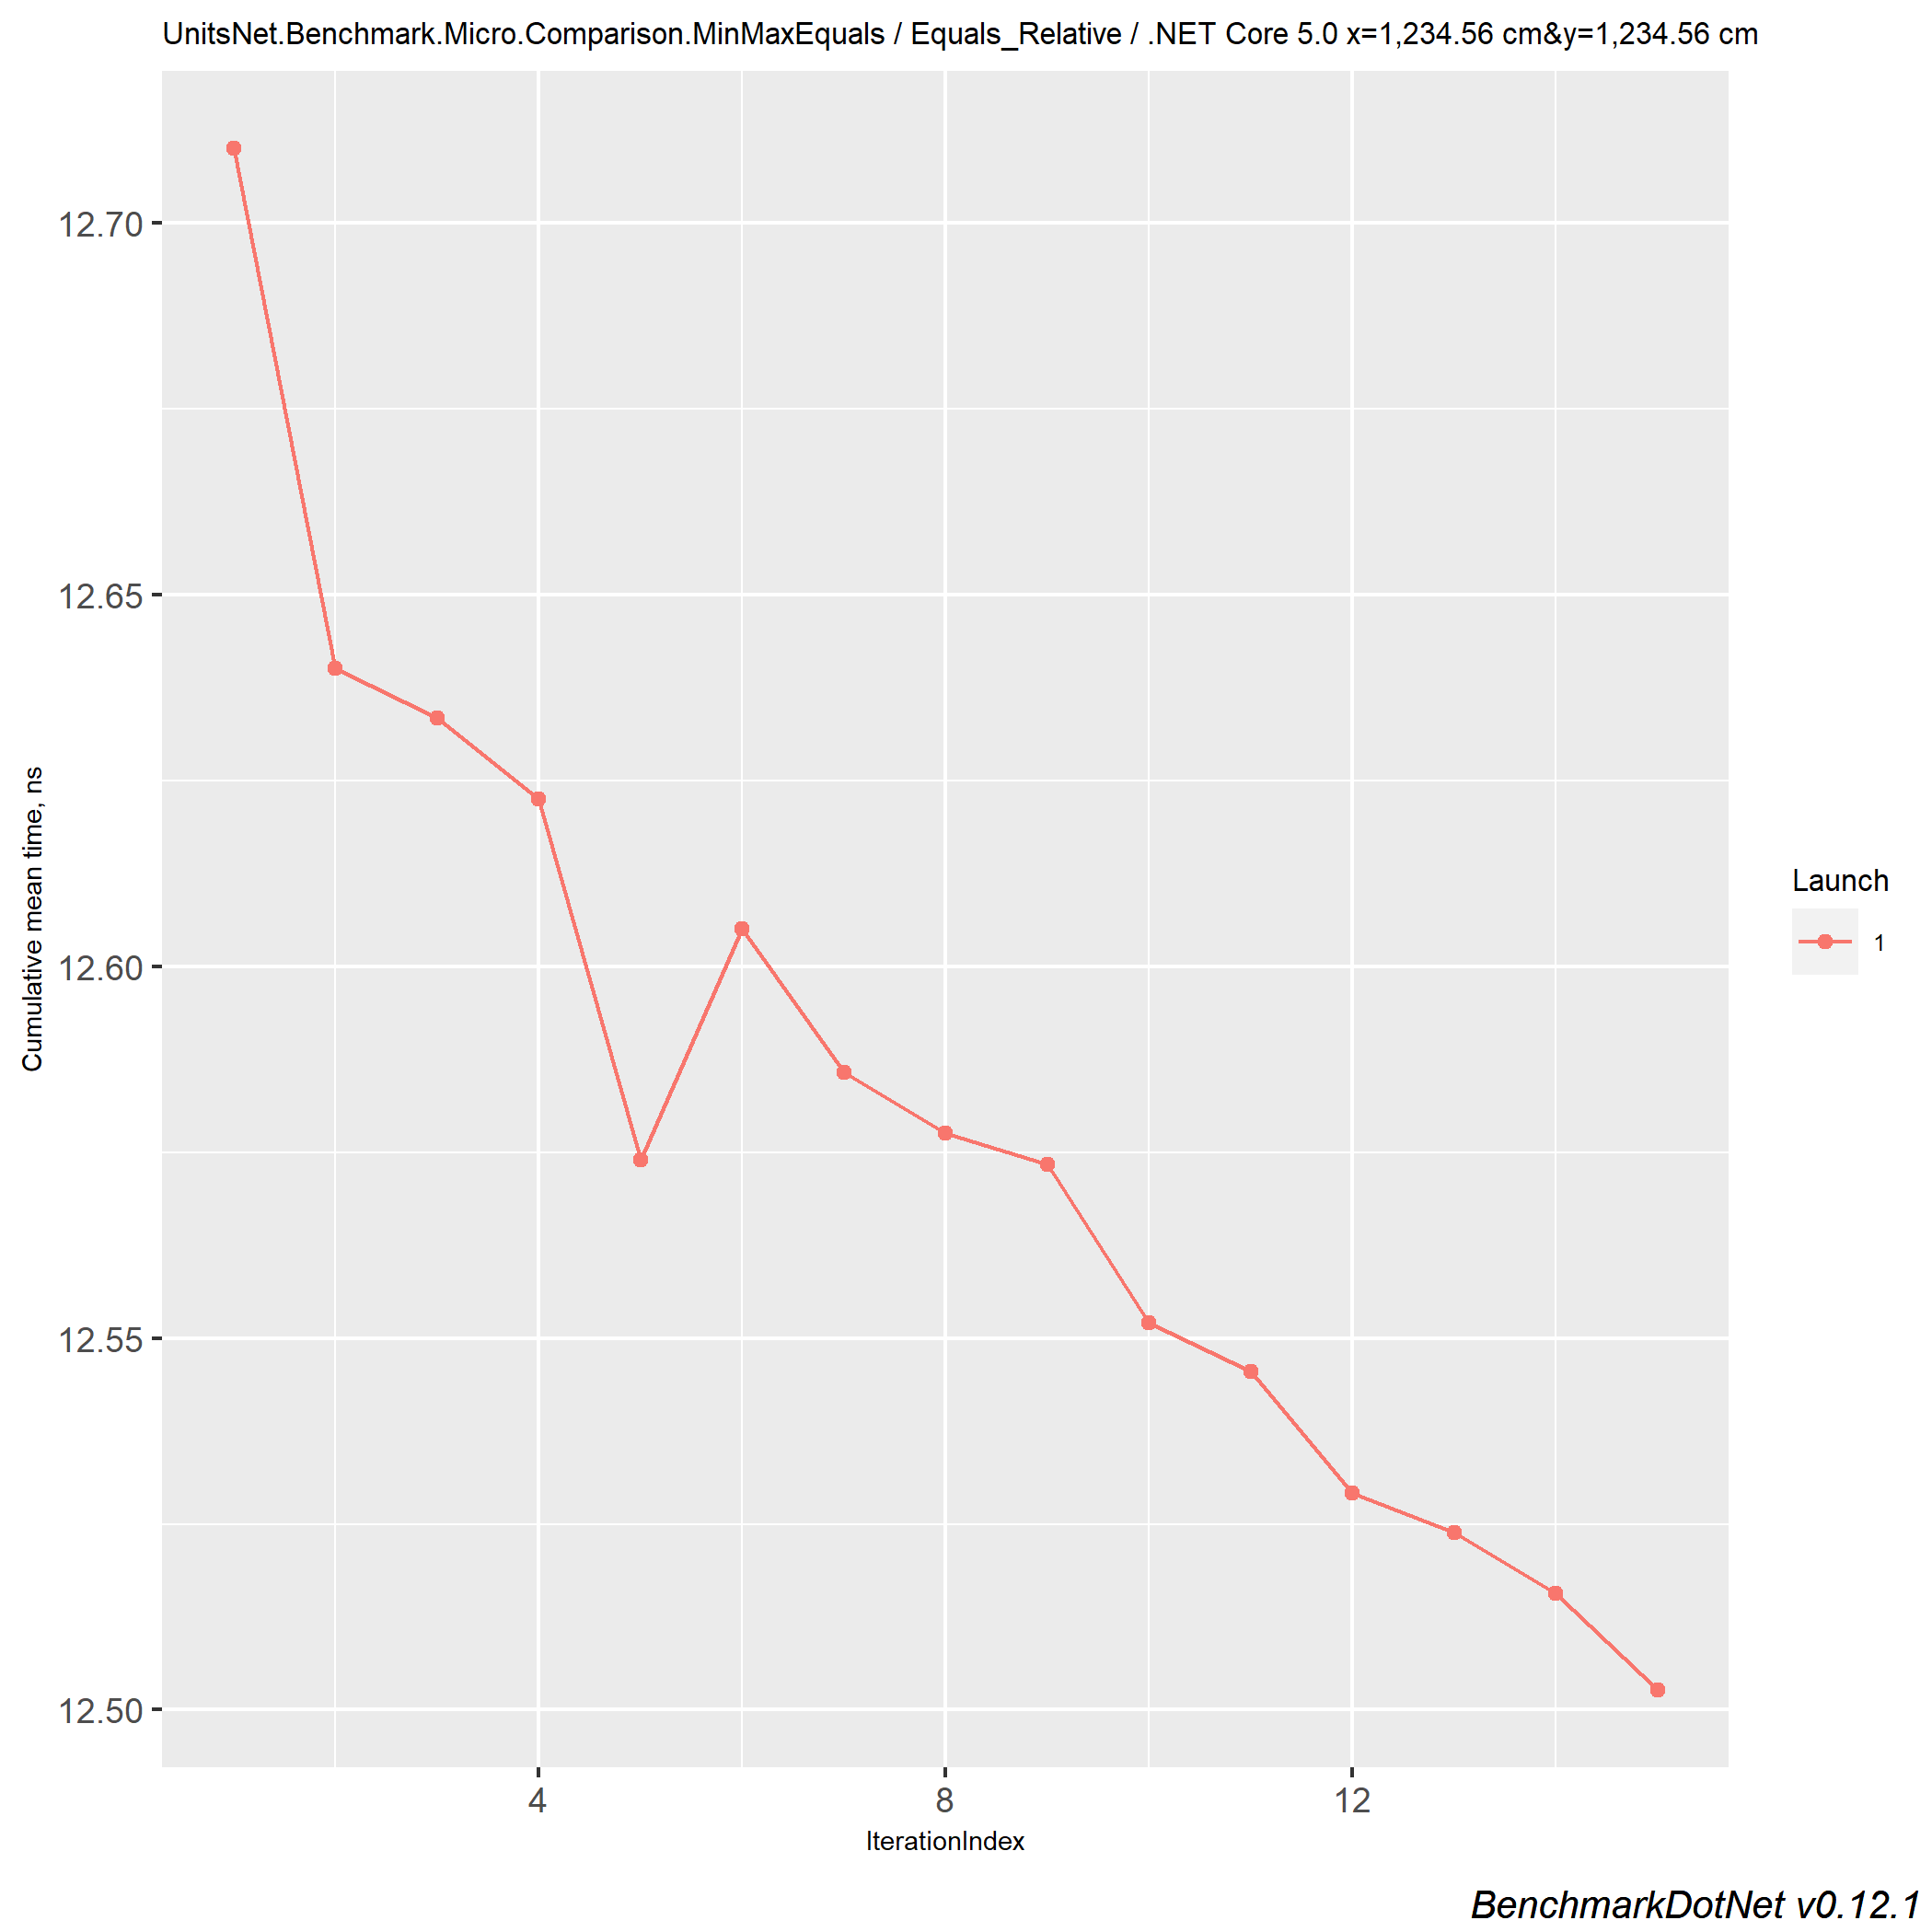 UnitsNet.Benchmark.Micro.Comparison.MinMaxEquals / Equals_Relative / .NET Core 5.0 x=1,234.56 cm&y=1,234.56 cm
12.70
12.65
12.60
12.55
12.50
Cumulative mean time, ns
4
8
12
IterationIndex
Launch
1
BenchmarkDotNet v0.12.1